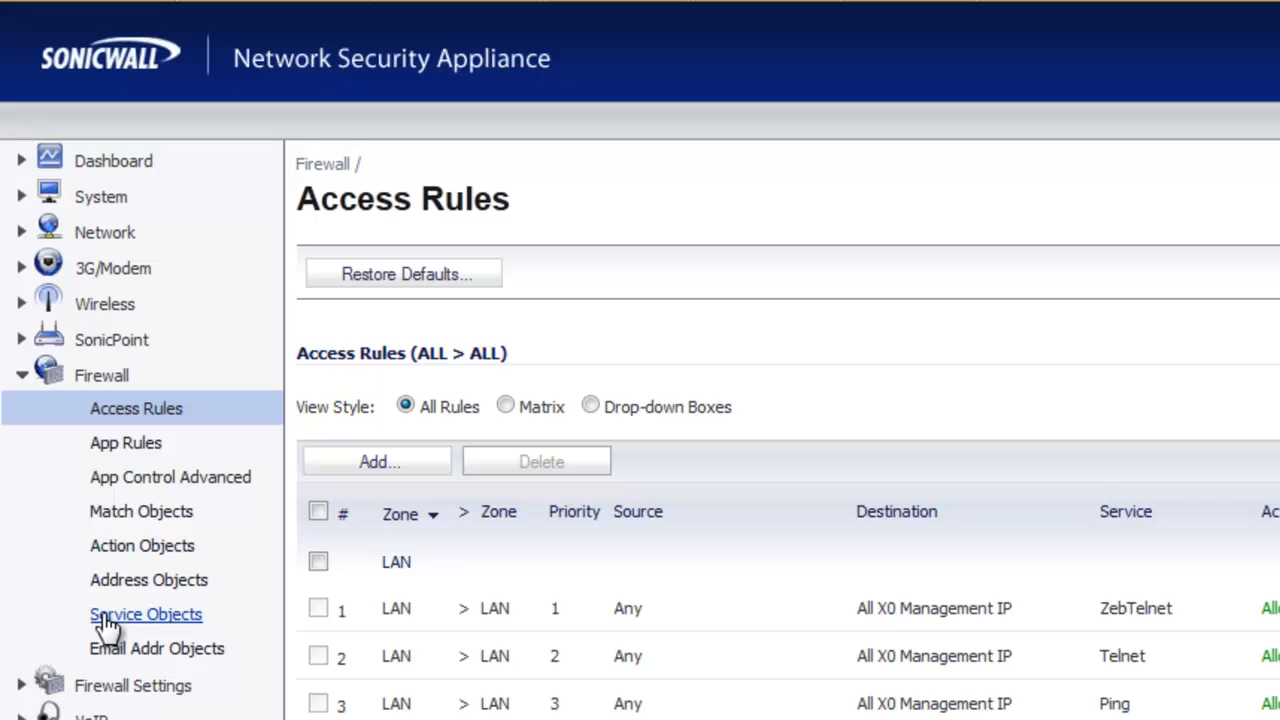 SONICWALL
Network Security Appliance
Dashboard
System
Network
3G/Modem
Wireless
SonicPoint
Firewall
Access Rules
App Rules
App Control Advanced
Match Objects
Action Objects
Address Objects
Service Objects
Email Addr Objects
Firewall Settings
VoIP
Firewall /
Access Rules
Restore Defaults...
Access Rules (ALL > ALL)
View Style: All Rules Matrix Drop-down Boxes
Add... Delete
# Zone > Zone Priority Source Destination Service
LAN
1 LAN > LAN 1 Any All X0 Management IP ZebTelnet
2 LAN > LAN 2 Any All X0 Management IP Telnet
3 LAN > LAN 3 Any All X0 Management IP Ping